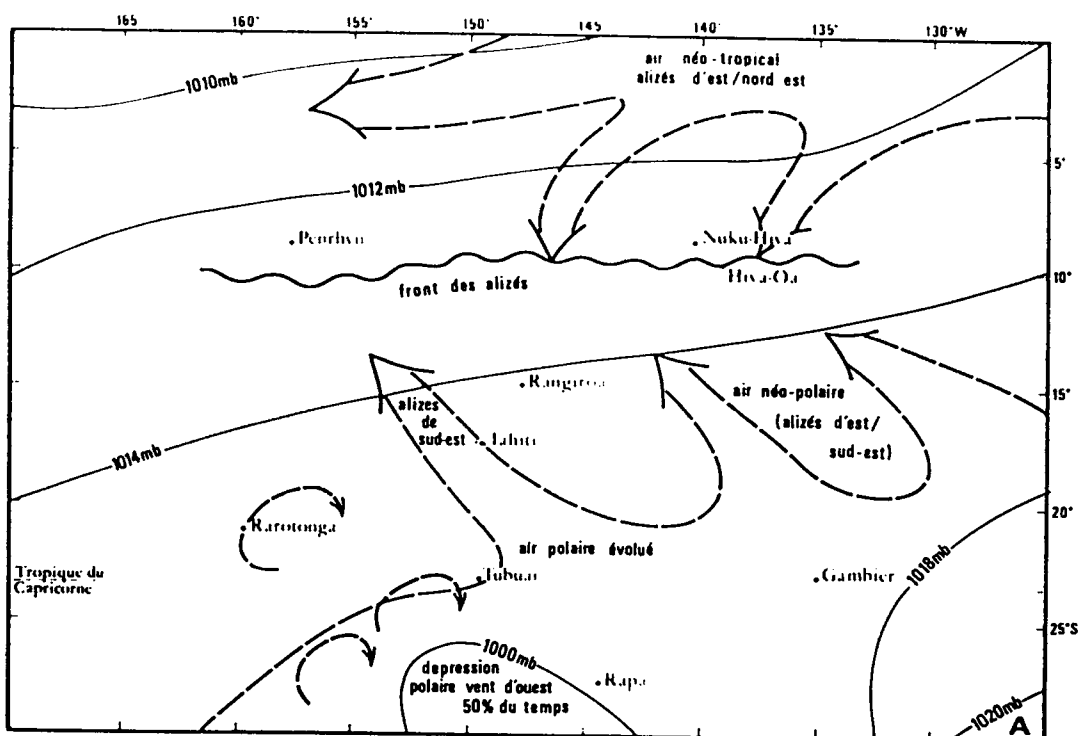 165
160°
155°
150°
145
140°
135°
130°W
air néo-tropical
alizés d'est/nord est
1010mb
5°
1012mb
Penrhyn
Nuku-Hiva
Hiva-Oa
10°
front des alizés
Rangiroa
air néo-polaire
15°
alizes
de
sud-est
(alizés d'est/
sud-est)
Tahiti
1014mb
20°
Rarotonga
air polaire évolué
Tropique du
Capricorne
Tubuai
Gambier
1018mb
25°S
1000mb
depression
polaire vent d'ouest
50% du temps
Rapa
1020mb
A